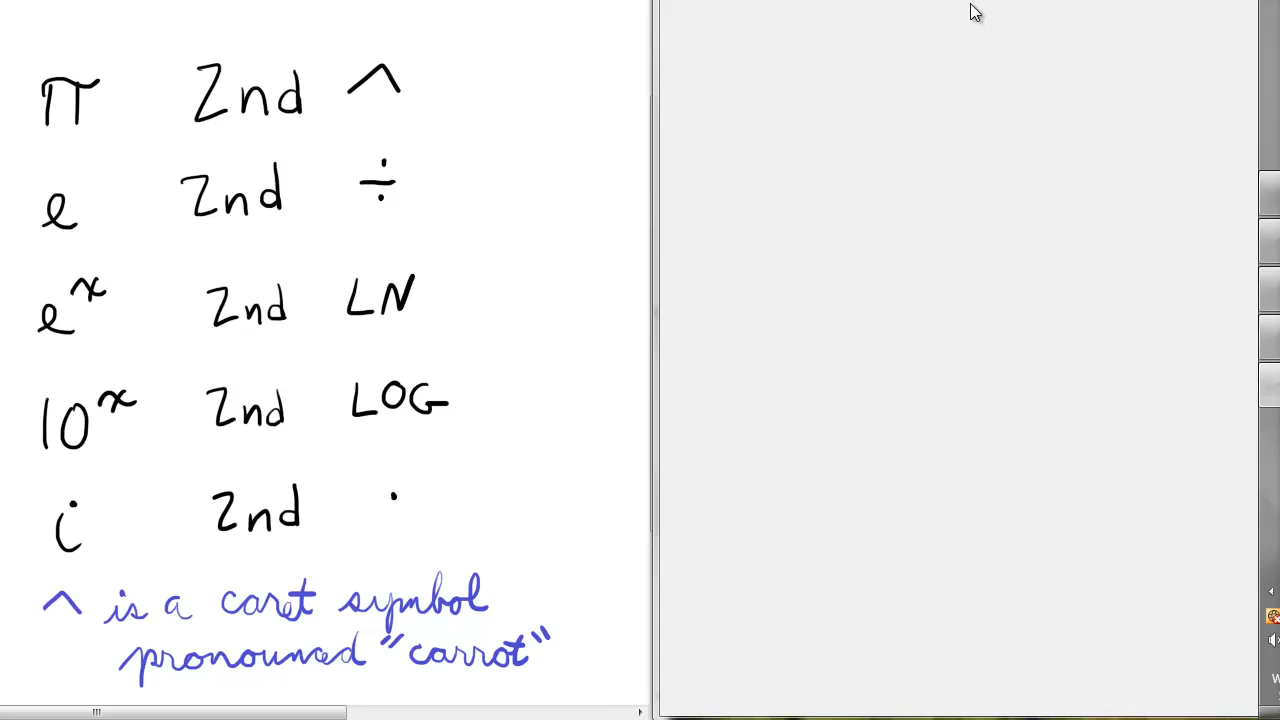 π 2nd ^
e 2nd ÷
e^x 2nd LN
10^x 2nd LOG
i 2nd .
^ is a caret symbol
pronounced "carrot"